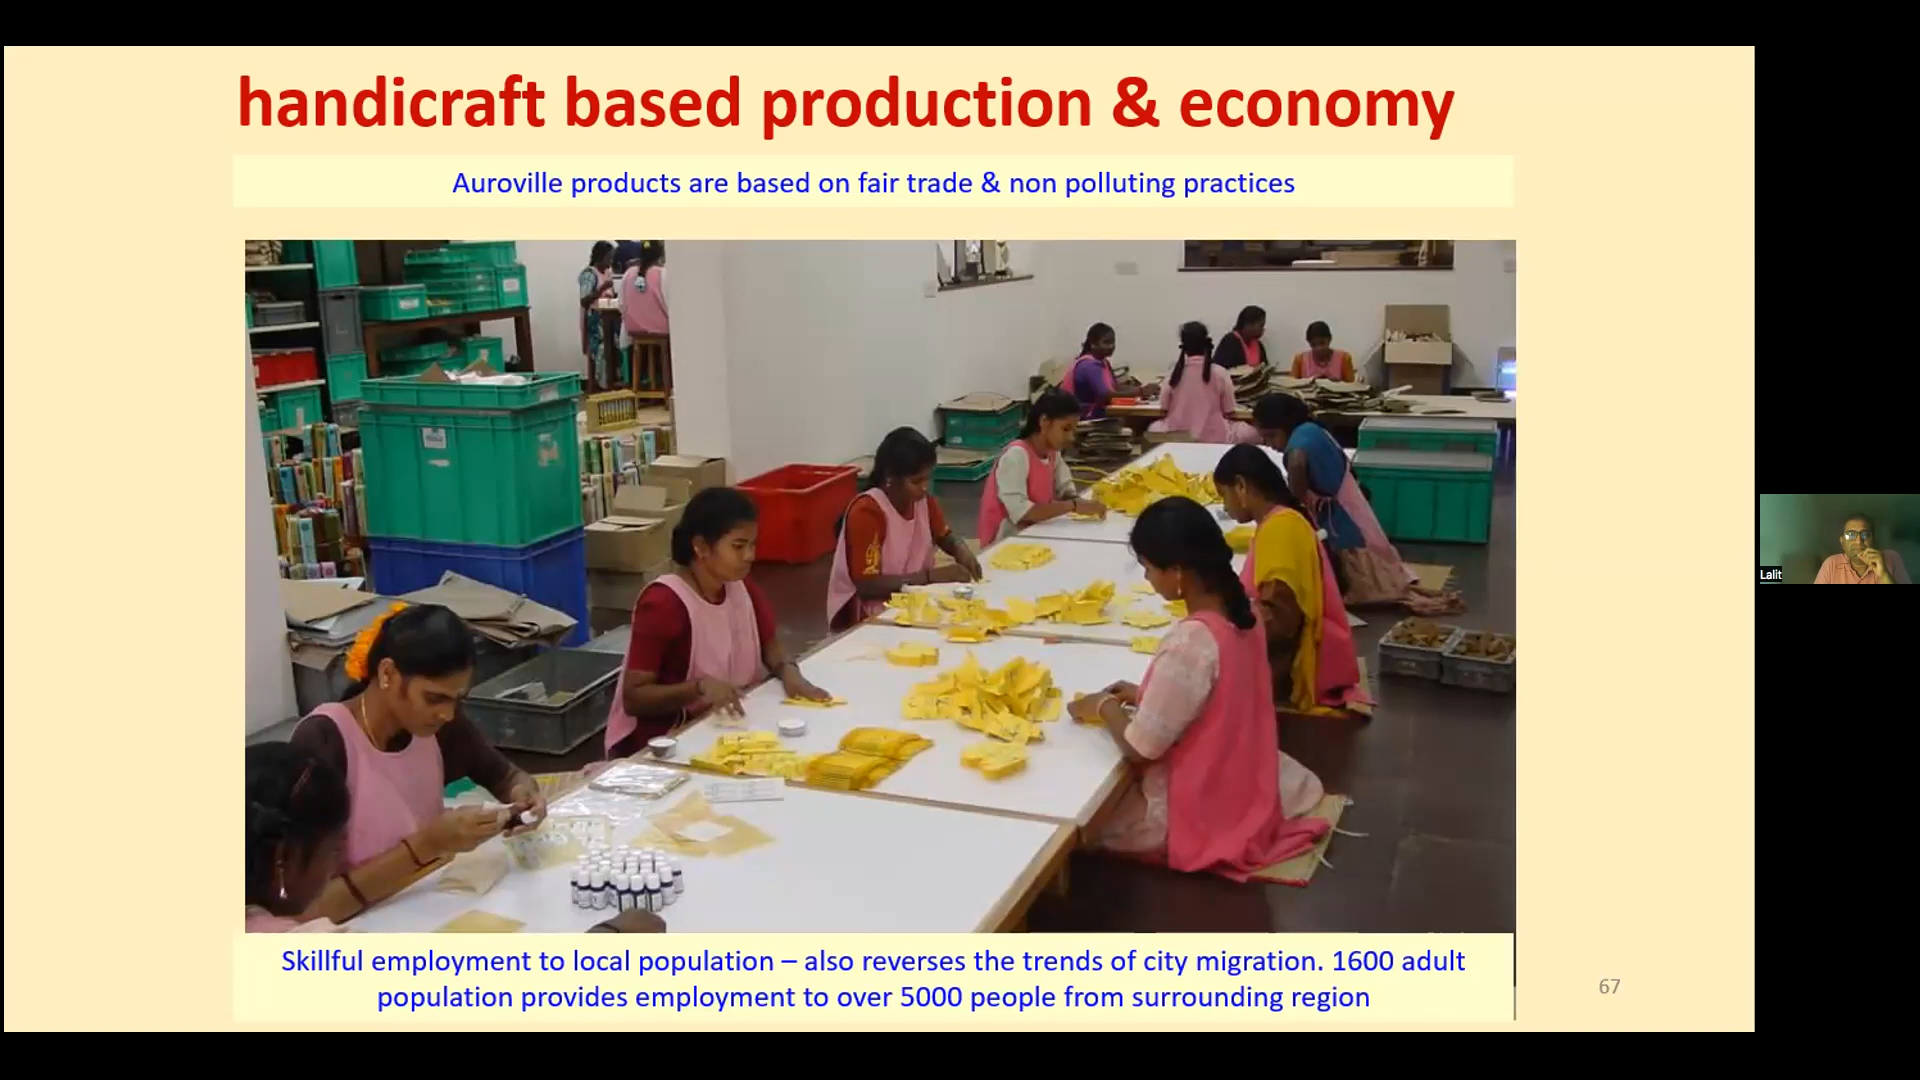 handicraft based production & economy
Auroville products are based on fair trade & non polluting practices
Skillful employment to local population – also reverses the trends of city migration. 1600 adult
population provides employment to over 5000 people from surrounding region
67
Lalit